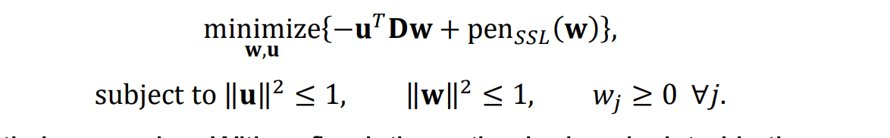 minimize{−u^T Dw + pen_SSL(w)},
w,u
subject to ‖u‖² ≤ 1, ‖w‖² ≤ 1, w_j ≥ 0 ∀j.